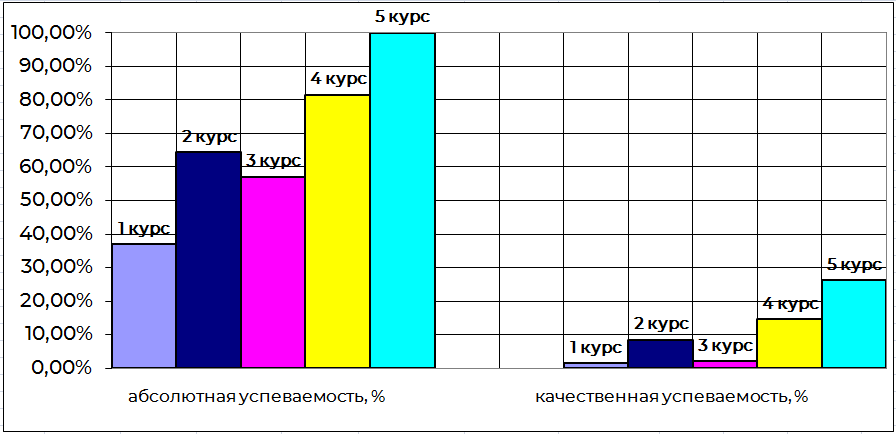 5 курс
100,00%
90,00%
4 курс
80,00%
70,00%
2 курс
3 курс
60,00%
50,00%
40,00%
1 курс
30,00%
5 курс
20,00%
4 курс
2 курс
10,00%
1 курс
3 курс
0,00%
абсолютная успеваемость, %
качественная успеваемость, %